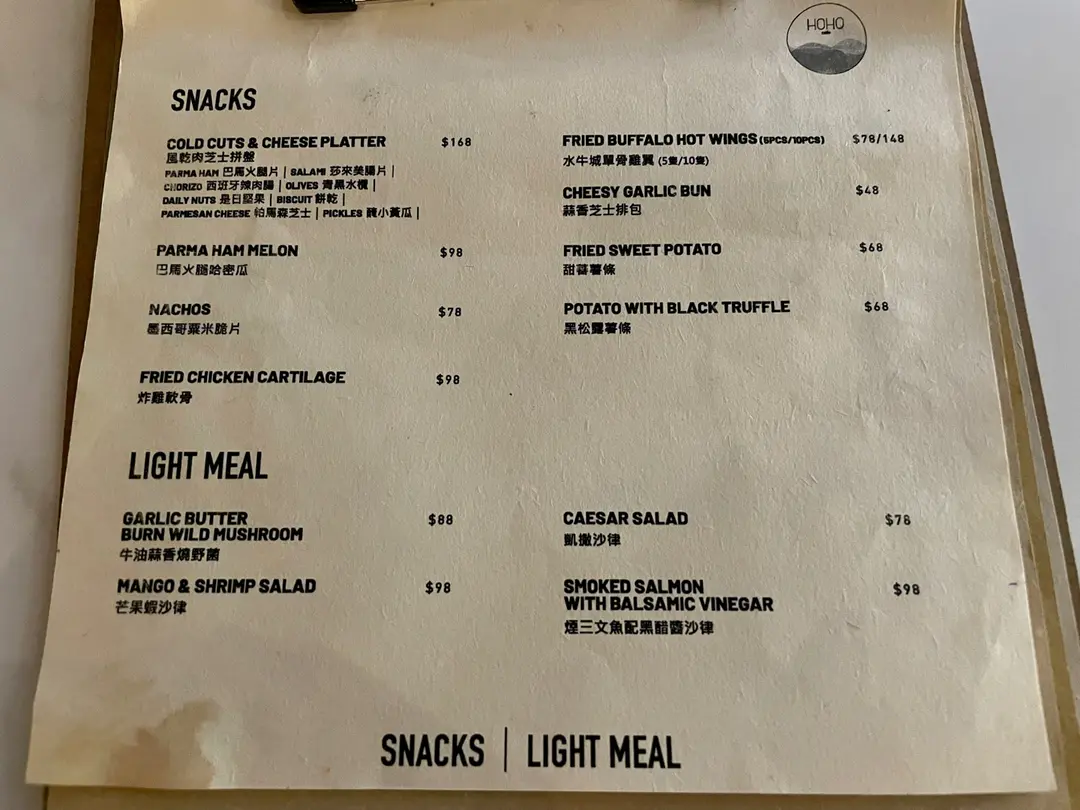 HOHO
SNACKS
COLD CUTS & CHEESE PLATTER $168
風乾肉芝士拼盤
PARMA HAM 巴馬火腿片 | SALAMI 莎來美腸片 |
CHORIZO 西班牙辣肉腸 | OLIVES 青黑水欖 |
DAILY NUTS 是日堅果 | BISCUIT 餅乾 |
PARMESAN CHEESE 帕馬森芝士 | PICKLES 醃小黃瓜 |
PARMA HAM MELON $98
巴馬火腿哈密瓜
NACHOS $78
墨西哥粟米脆片
FRIED CHICKEN CARTILAGE $98
炸雞軟骨
FRIED BUFFALO HOT WINGS (5PCS/10PCS) $78/148
水牛城單骨雞翼 (5隻/10隻)
CHEESY GARLIC BUN $48
蒜香芝士排包
FRIED SWEET POTATO $68
甜蕃薯條
POTATO WITH BLACK TRUFFLE $68
黑松露薯條
LIGHT MEAL
GARLIC BUTTER $88
BURN WILD MUSHROOM
牛油蒜香燒野菌
MANGO & SHRIMP SALAD $98
芒果蝦沙律
CAESAR SALAD $78
凱撒沙律
SMOKED SALMON $98
WITH BALSAMIC VINEGAR
煙三文魚配黑醋醬沙律
SNACKS | LIGHT MEAL